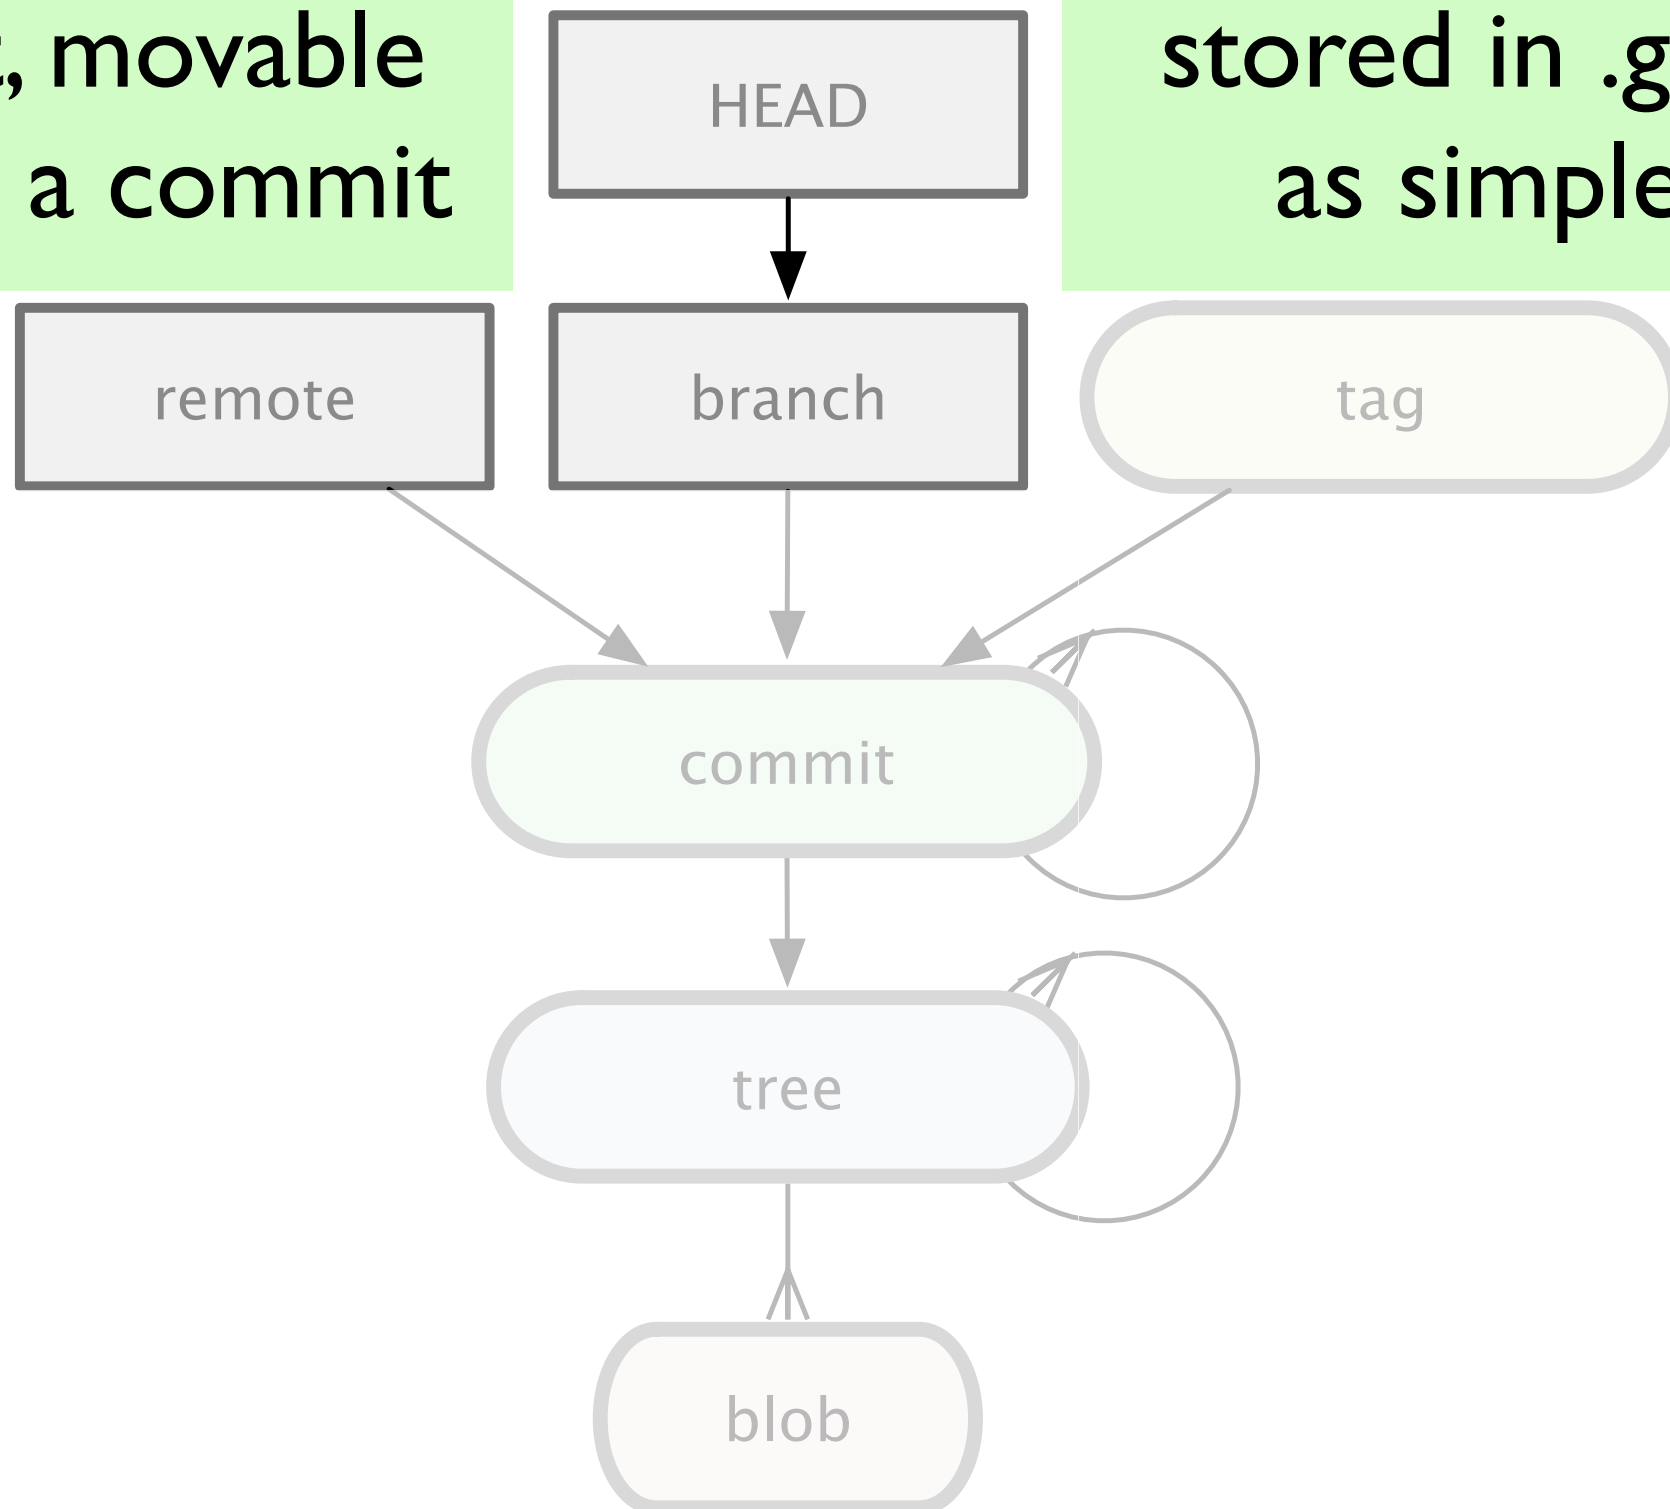 , movable
a commit
HEAD
stored in .g
as simple
remote
branch
tag
commit
tree
blob